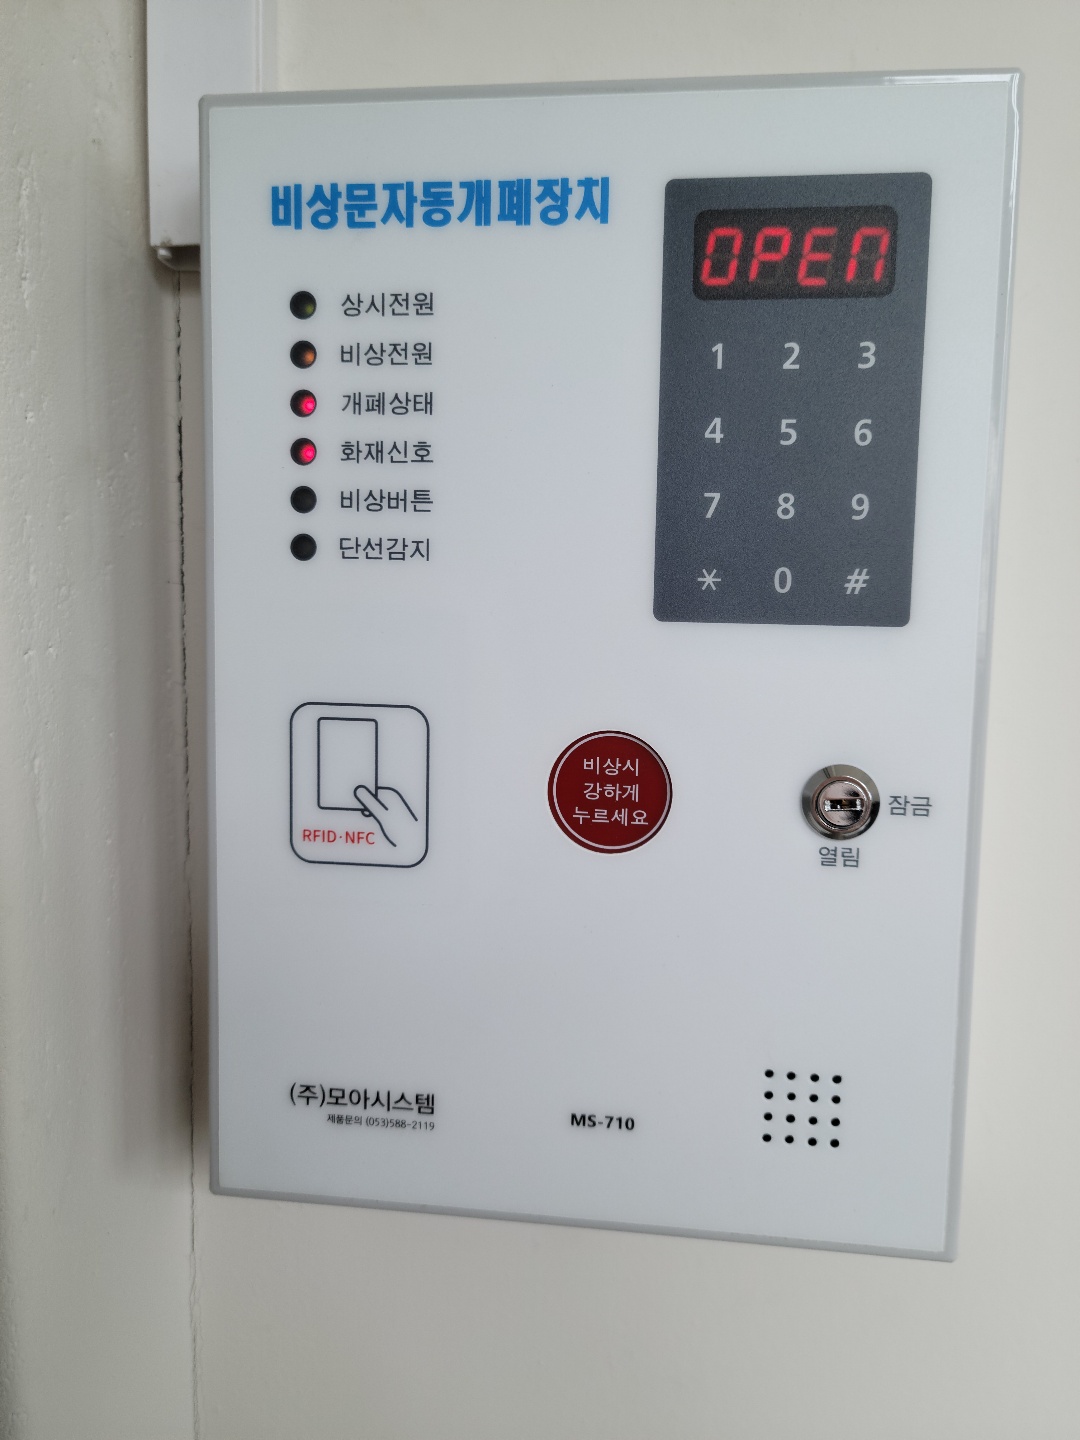 비상문자동개폐장치
OPEN
상시전원
비상전원
개폐상태
화재신호
비상버튼
단선감지
1 2 3
4 5 6
7 8 9
* 0 #
RFID·NFC
비상시
강하게
누르세요
잠금
열림
(주)모아시스템
제품문의 (053)588-2119
MS-710